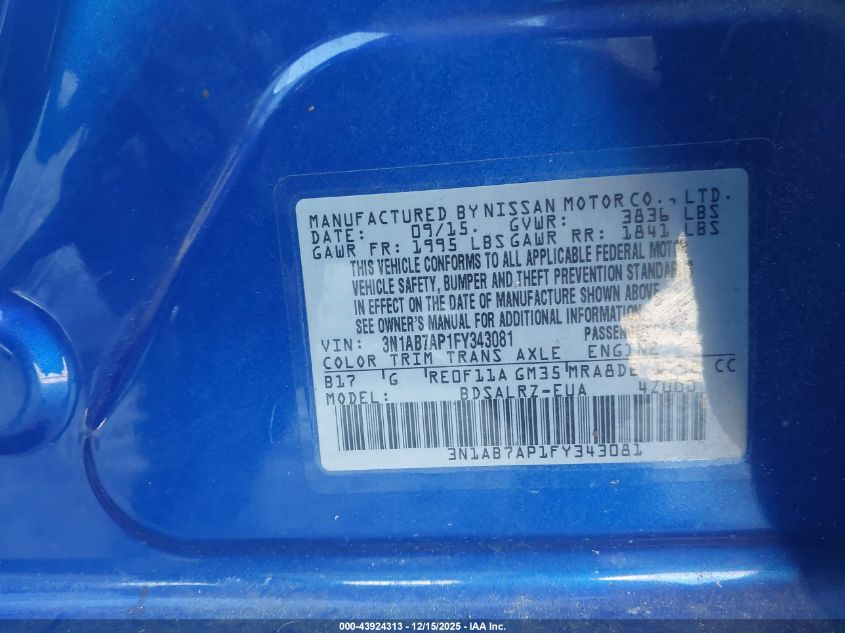 MANUFACTURED BY NISSAN MOTOR CO., LTD.
DATE: 09/15. GVWR: 3836 LBS
GAWR FR: 1995 LBS GAWR RR: 1841 LBS
THIS VEHICLE CONFORMS TO ALL APPLICABLE FEDERAL MOTOR
VEHICLE SAFETY, BUMPER AND THEFT PREVENTION STANDARDS
IN EFFECT ON THE DATE OF MANUFACTURE SHOWN ABOVE.
SEE OWNER'S MANUAL FOR ADDITIONAL INFORMATION.
VIN: 3N1AB7AP1FY343081 PASSENGER
COLOR TRIM TRANS AXLE ENGINE
B17 G RE0F11A GM35 MRA8DE CC
MODEL: BDSALRZ-EUA
3N1AB7AP1FY343081
000-43924313 - 12/15/2025 - IAA Inc.